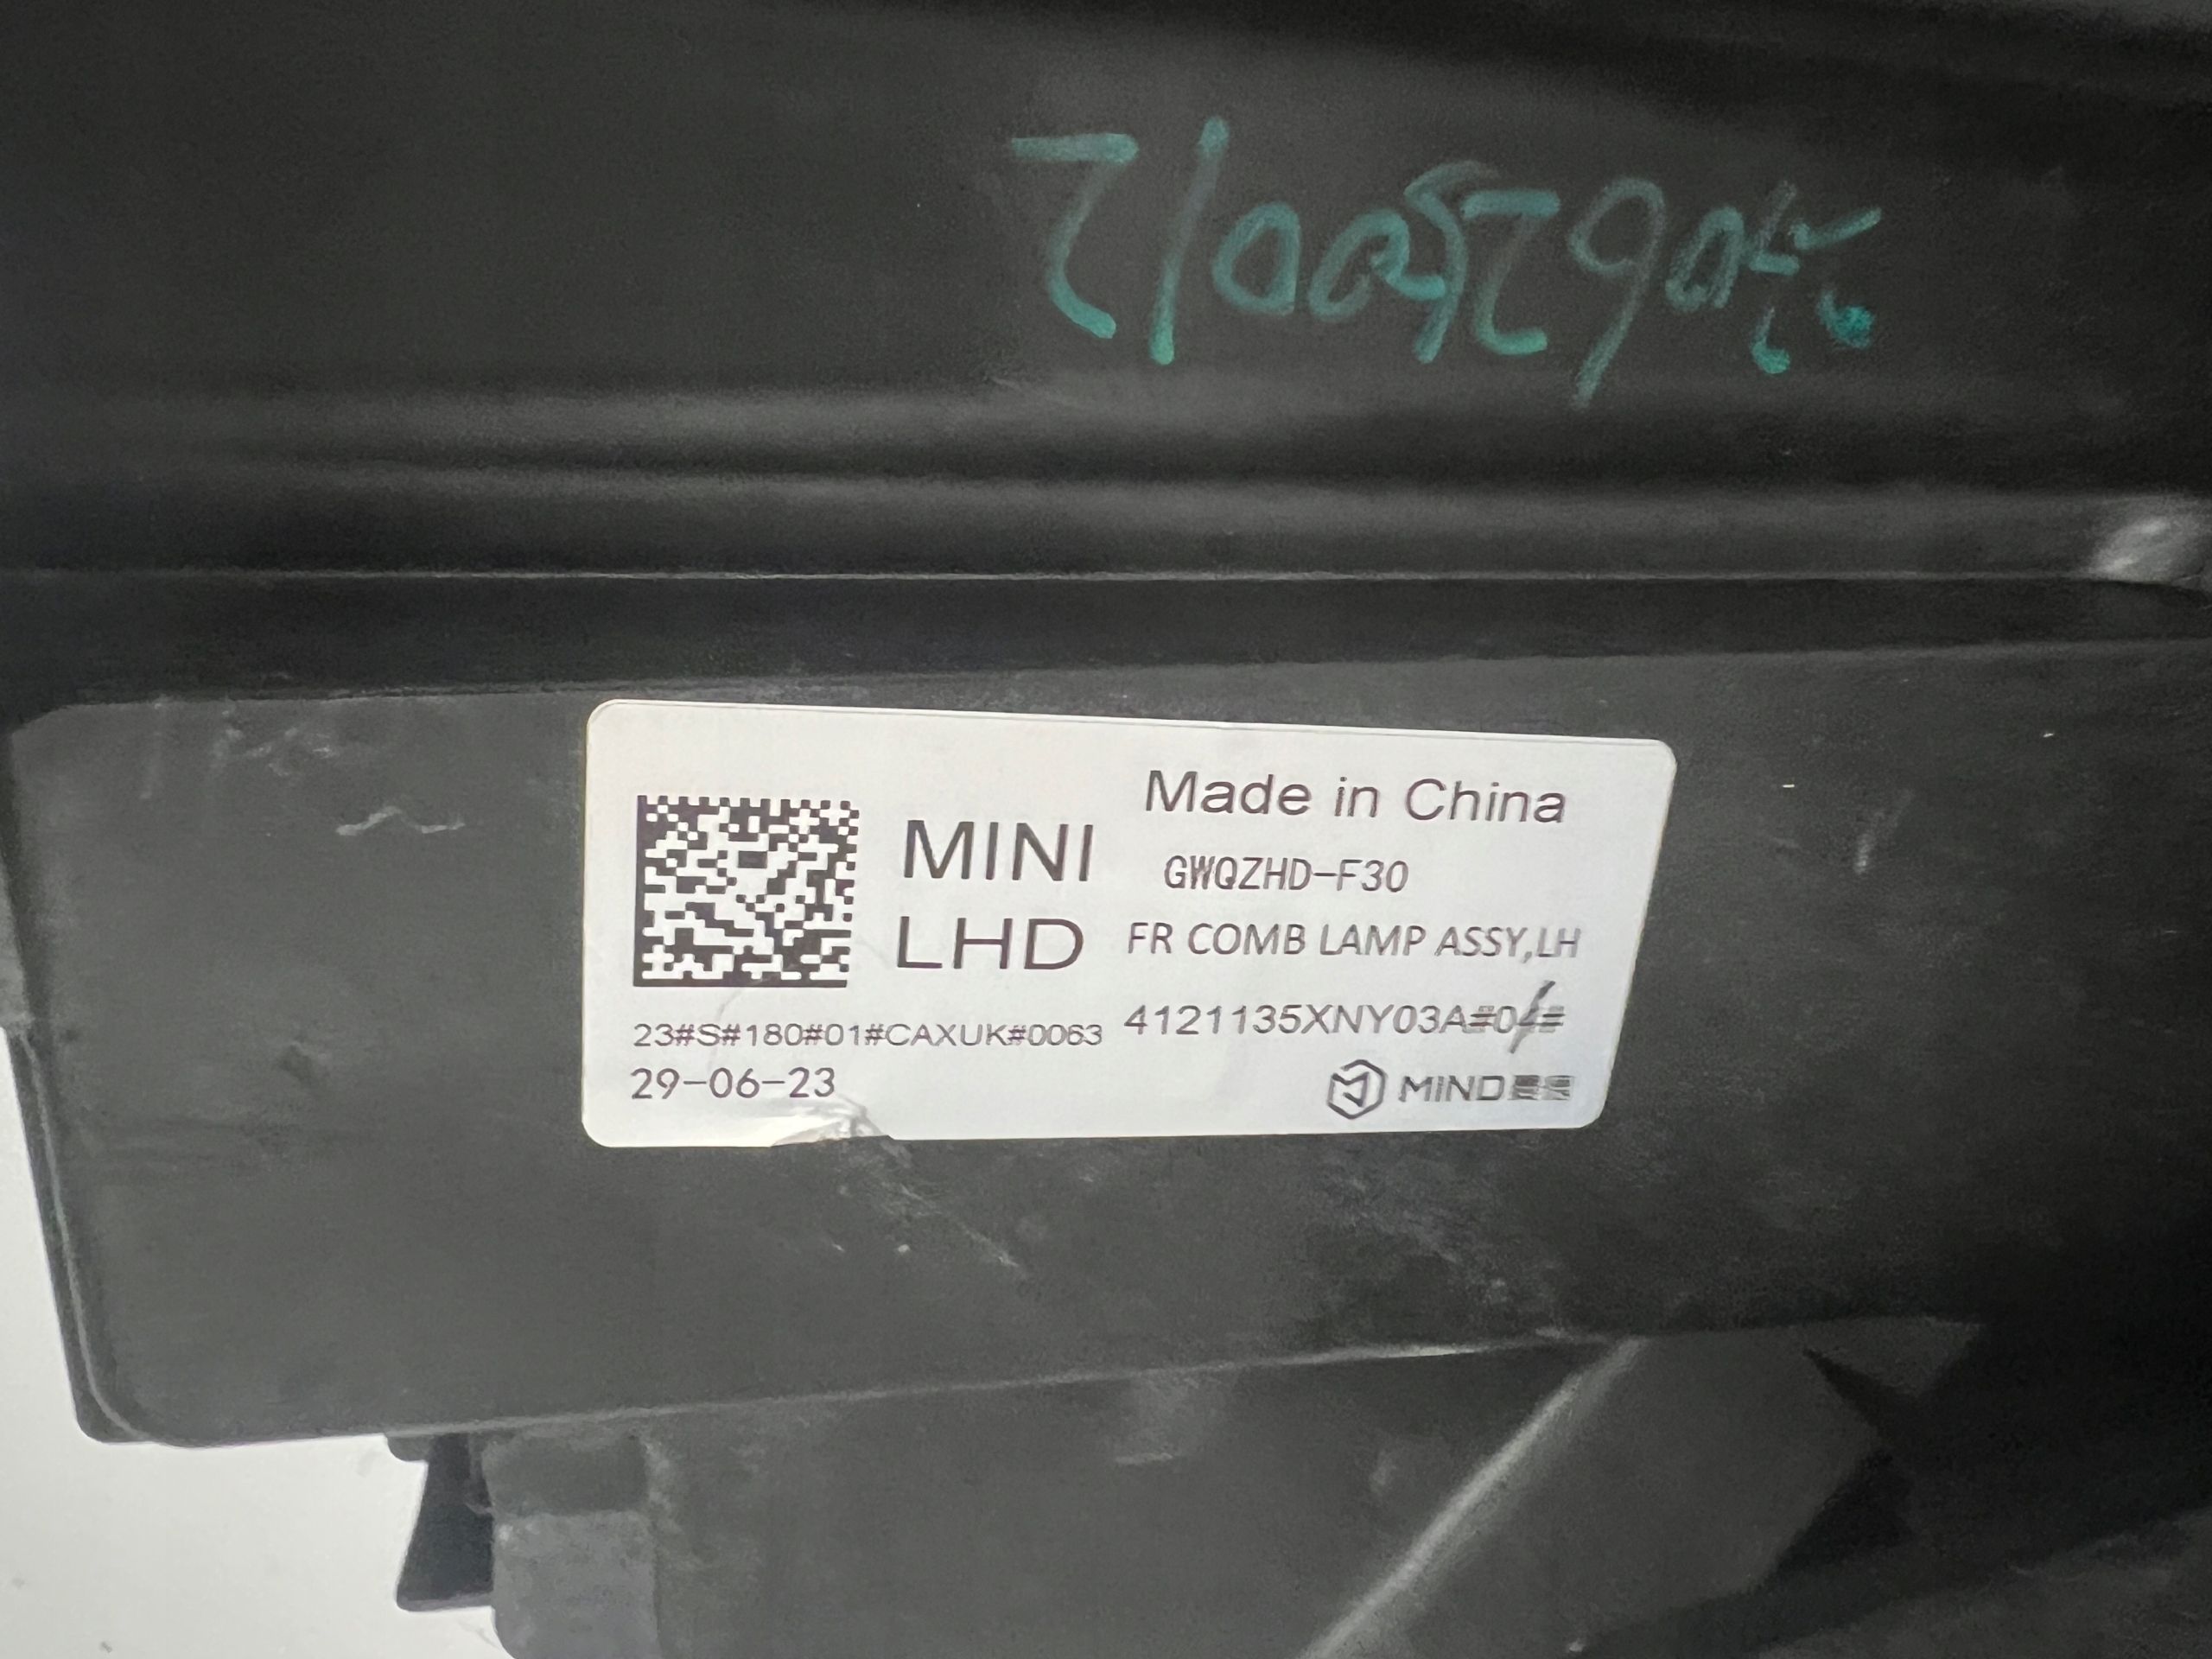 Made in China
MINI
GWQZHD-F30
LHD
FR COMB LAMP ASSY,LH
23#S#180#01#CAXUK#0063
4121135XNY03A#0
29-06-23
MIND